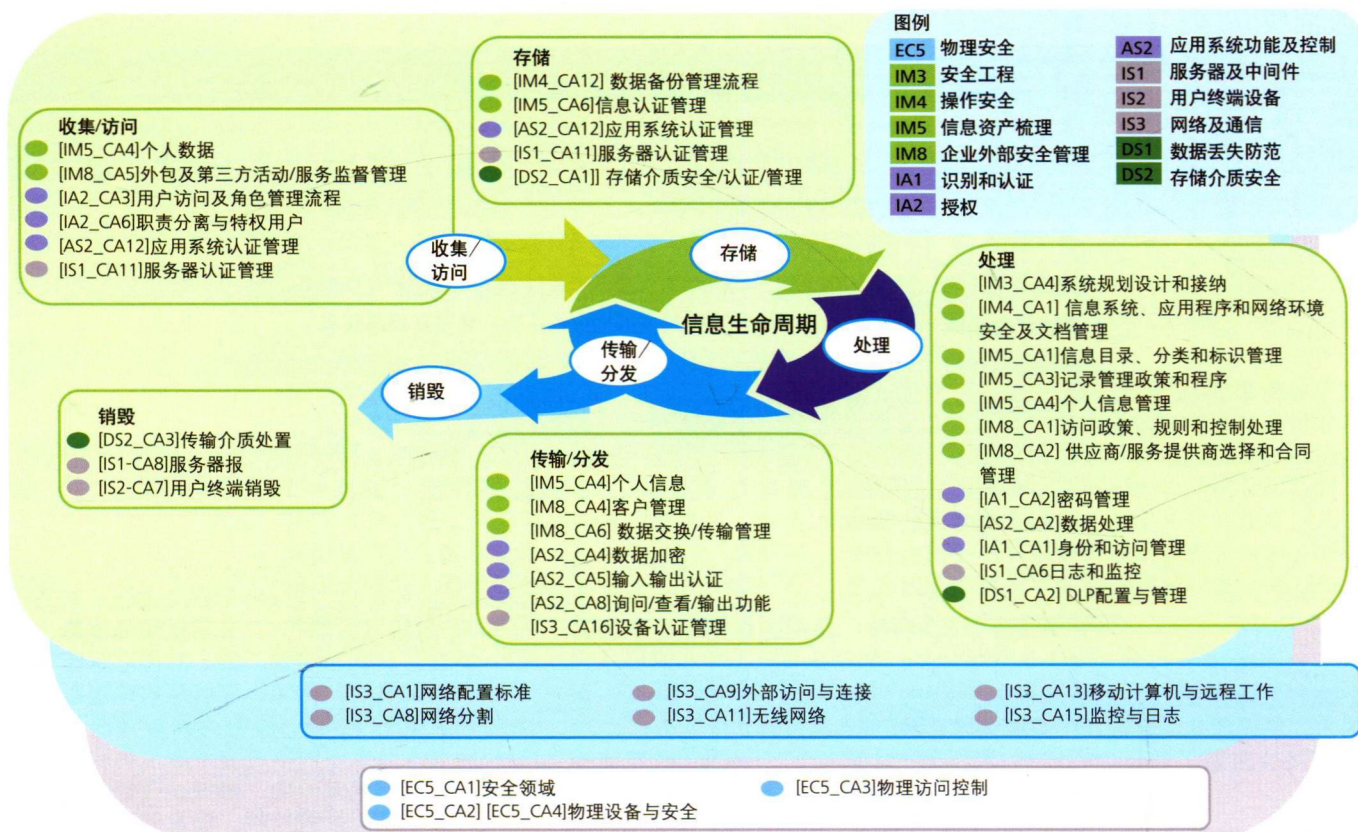 图例
EC5 物理安全
IM3 安全工程
IM4 操作安全
IM5 信息资产梳理
IM8 企业外部安全管理
IA1 识别和认证
IA2 授权
AS2 应用系统功能及控制
IS1 服务器及中间件
IS2 用户终端设备
IS3 网络及通信
DS1 数据丢失防范
DS2 存储介质安全
存储
[IM4_CA12] 数据备份管理流程
[IM5_CA6]信息认证管理
[AS2_CA12]应用系统认证管理
[IS1_CA11]服务器认证管理
[DS2_CA1]] 存储介质安全/认证/管理
收集/访问
[IM5_CA4]个人数据
[IM8_CA5]外包及第三方活动/服务监督管理
[IA2_CA3]用户访问及角色管理流程
[IA2_CA6]职责分离与特权用户
[AS2_CA12]应用系统认证管理
[IS1_CA11]服务器认证管理
收集/
访问
存储
信息生命周期
处理
传输/
分发
销毁
处理
[IM3_CA4]系统规划设计和接纳
[IM4_CA1] 信息系统、应用程序和网络环境
安全及文档管理
[IM5_CA1]信息目录、分类和标识管理
[IM5_CA3]记录管理政策和程序
[IM5_CA4]个人信息管理
[IM8_CA1]访问政策、规则和控制处理
[IM8_CA2] 供应商/服务提供商选择和合同
管理
[IA1_CA2]密码管理
[AS2_CA2]数据处理
[IA1_CA1]身份和访问管理
[IS1_CA6日志和监控
[DS1_CA2] DLP配置与管理
销毁
[DS2_CA3]传输介质处置
[IS1-CA8]服务器报
[IS2-CA7]用户终端销毁
传输/分发
[IM5_CA4]个人信息
[IM8_CA4]客户管理
[IM8_CA6] 数据交换/传输管理
[AS2_CA4]数据加密
[AS2_CA5]输入输出认证
[AS2_CA8]询问/查看/输出功能
[IS3_CA16]设备认证管理
[IS3_CA1]网络配置标准
[IS3_CA9]外部访问与连接
[IS3_CA13]移动计算机与远程工作
[IS3_CA8]网络分割
[IS3_CA11]无线网络
[IS3_CA15]监控与日志
[EC5_CA1]安全领域
[EC5_CA3]物理访问控制
[EC5_CA2] [EC5_CA4]物理设备与安全